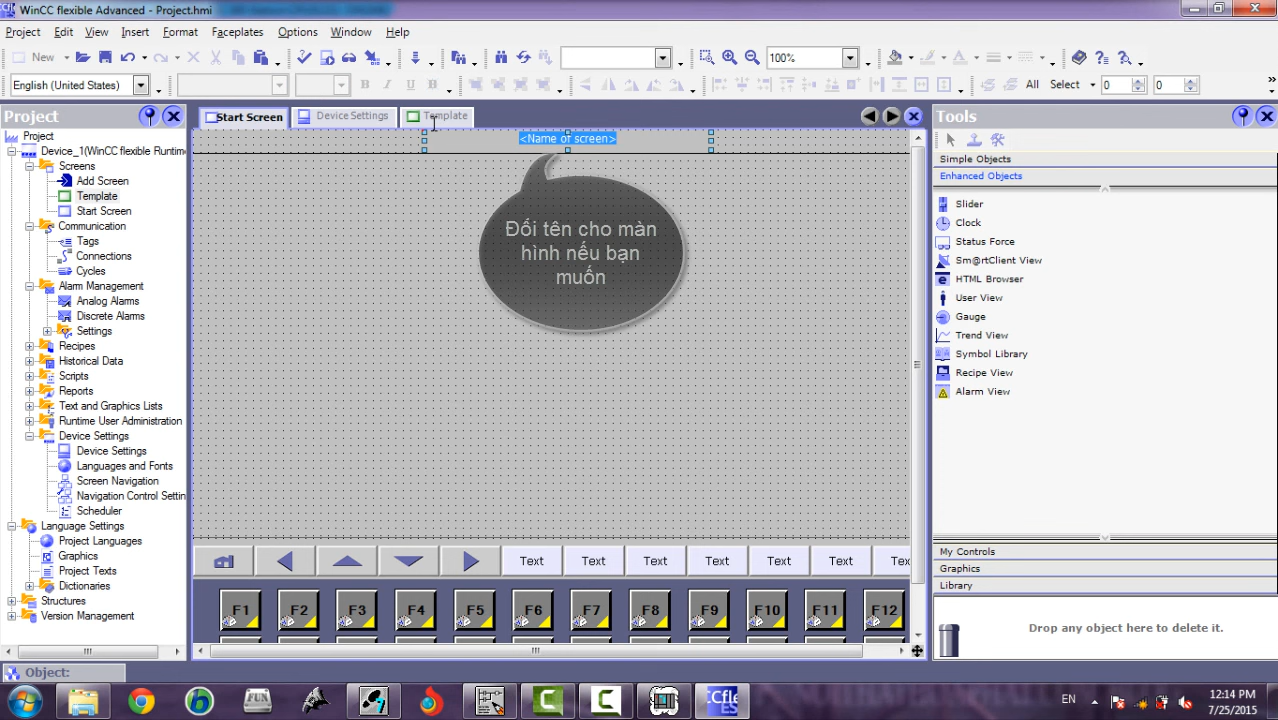 WinCC flexible Advanced - Project.hmi
Project Edit View Insert Format Faceplates Options Window Help
New 100%
English (United States) All Select 0 0
Project
Start Screen Device Settings Template
Tools
<Name of screen>
Đổi tên cho màn
hình nếu bạn
muốn
Project
Device_1(WinCC flexible Runtime
Screens
Add Screen
Template
Start Screen
Communication
Tags
Connections
Cycles
Alarm Management
Analog Alarms
Discrete Alarms
Settings
Recipes
Historical Data
Scripts
Reports
Text and Graphics Lists
Runtime User Administration
Device Settings
Device Settings
Languages and Fonts
Screen Navigation
Navigation Control Settin
Scheduler
Language Settings
Project Languages
Graphics
Project Texts
Dictionaries
Structures
Version Management
Text Text Text Text Text Text Te
F1 F2 F3 F4 F5 F6 F7 F8 F9 F10 F11 F12
Simple Objects
Enhanced Objects
Slider
Clock
Status Force
Sm@rtClient View
HTML Browser
User View
Gauge
Trend View
Symbol Library
Recipe View
Alarm View
My Controls
Graphics
Library
Drop any object here to delete it.
Object:
FUN
CCfle
ES
EN
12:14 PM
7/25/2015